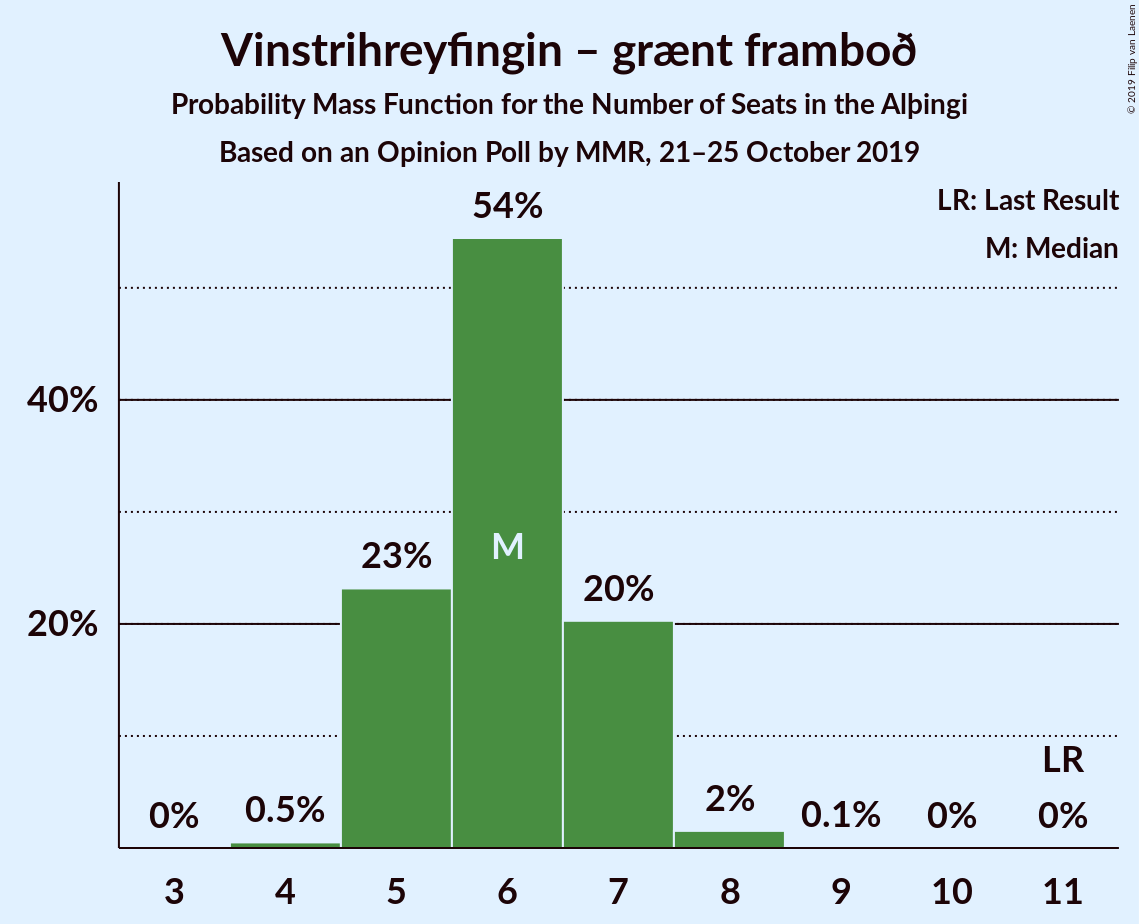 Vinstrihreyfingin – grænt framboð
Probability Mass Function for the Number of Seats in the Alþingi
Based on an Opinion Poll by MMR, 21–25 October 2019
© 2019 Filip van Laenen
LR: Last Result
M: Median
54%
40%
M
23%
20%
20%
LR
0%
0.5%
2%
0.1%
0%
0%
3 4 5 6 7 8 9 10 11